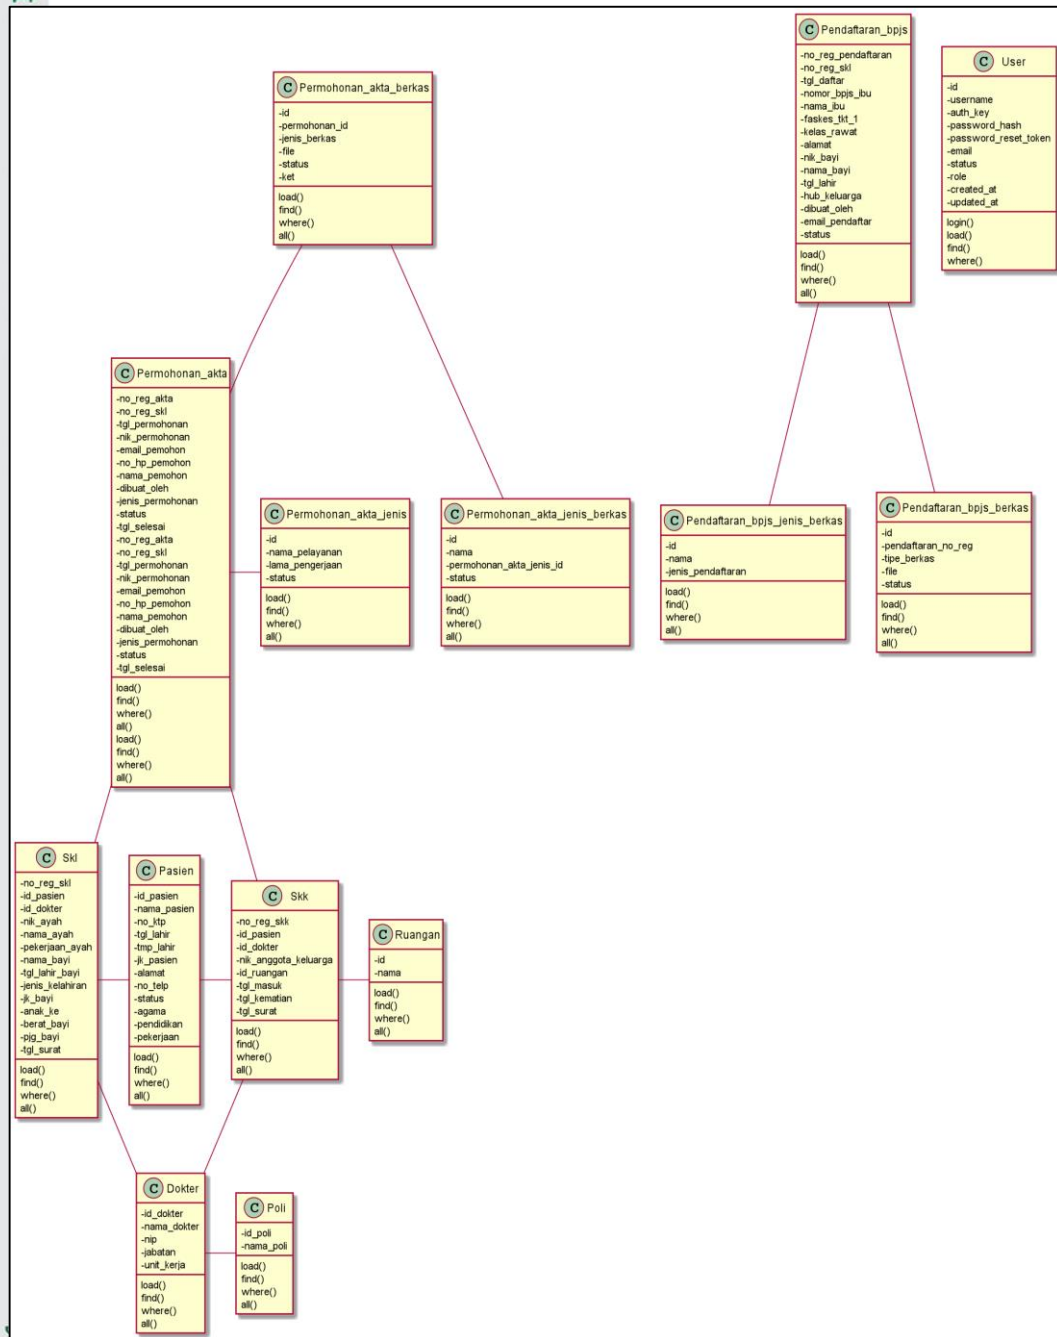 C Permohonan_akta_berkas
-id
-permohonan_id
-jenis_berkas
-file
-status
-ket
load()
find()
where()
all()
C Pendaftaran_bpjs
-no_reg_pendaftaran
-no_reg_skl
-tgl_daftar
-nomor_bpjs_ibu
-nama_ibu
-faskes_tkt_1
-kelas_rawat
-alamat
-nik_bayi
-nama_bayi
-tgl_lahir
-hub_keluarga
-dibuat_oleh
-email_pendaftar
-status
load()
find()
where()
all()
C User
-id
-username
-auth_key
-password_hash
-password_reset_token
-email
-status
-role
-created_at
-updated_at
login()
load()
find()
where()
C Permohonan_akta
-no_reg_akta
-no_reg_skl
-tgl_permohonan
-nik_permohonan
-email_pemohon
-no_hp_pemohon
-nama_pemohon
-dibuat_oleh
-jenis_permohonan
-status
-tgl_selesai
-no_reg_akta
-no_reg_skl
-tgl_permohonan
-nik_permohonan
-email_pemohon
-no_hp_pemohon
-nama_pemohon
-dibuat_oleh
-jenis_permohonan
-status
-tgl_selesai
load()
find()
where()
all()
load()
find()
where()
all()
C Permohonan_akta_jenis
-id
-nama_pelayanan
-lama_pengerjaan
-status
load()
find()
where()
all()
C Permohonan_akta_jenis_berkas
-id
-nama
-permohonan_akta_jenis_id
-status
load()
find()
where()
all()
C Pendaftaran_bpjs_jenis_berkas
-id
-nama
-jenis_pendaftaran
load()
find()
where()
all()
C Pendaftaran_bpjs_berkas
-id
-pendaftaran_no_reg
-tipe_berkas
-file
-status
load()
find()
where()
all()
C Skl
-no_reg_skl
-id_pasien
-id_dokter
-nik_ayah
-nama_ayah
-pekerjaan_ayah
-nama_bayi
-tgl_lahir_bayi
-jenis_kelahiran
-jk_bayi
-anak_ke
-berat_bayi
-pjg_bayi
-tgl_surat
load()
find()
where()
all()
C Pasien
-id_pasien
-nama_pasien
-no_ktp
-tgl_lahir
-tmp_lahir
-jk_pasien
-alamat
-no_telp
-status
-agama
-pendidikan
-pekerjaan
load()
find()
where()
all()
C Skk
-no_reg_skk
-id_pasien
-id_dokter
-nik_anggota_keluarga
-id_ruangan
-tgl_masuk
-tgl_kematian
-tgl_surat
load()
find()
where()
all()
C Ruangan
-id
-nama
load()
find()
where()
all()
C Dokter
-id_dokter
-nama_dokter
-nip
-jabatan
-unit_kerja
load()
find()
where()
all()
C Poli
-id_poli
-nama_poli
load()
find()
where()
all()